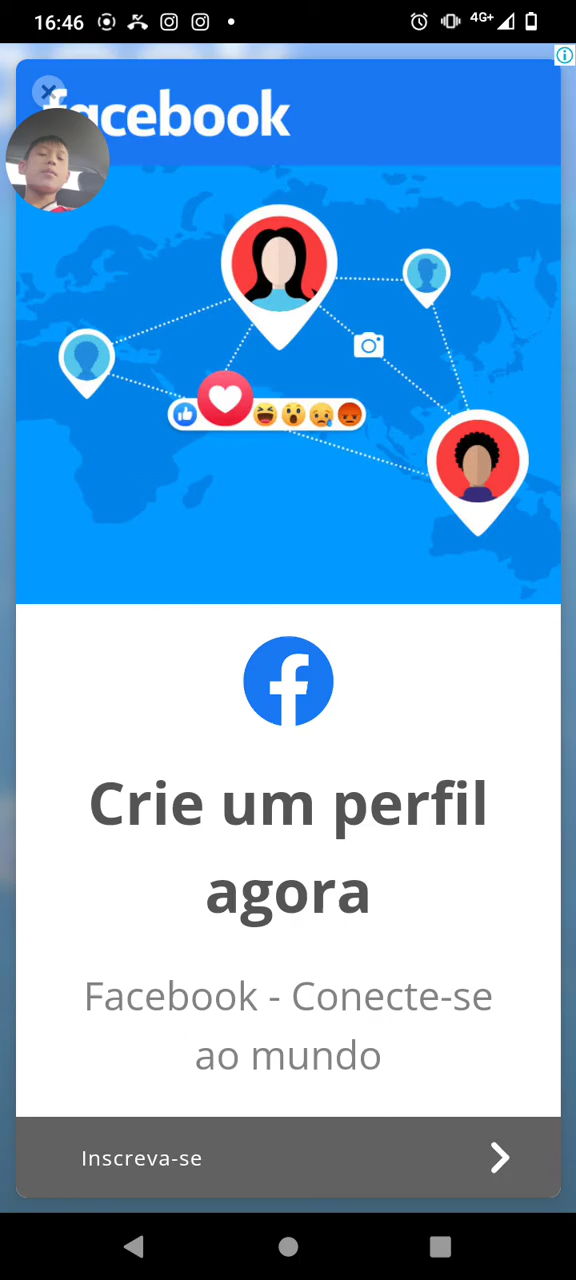 16:46
4G+
facebook
Crie um perfil
agora
Facebook - Conecte-se
ao mundo
Inscreva-se